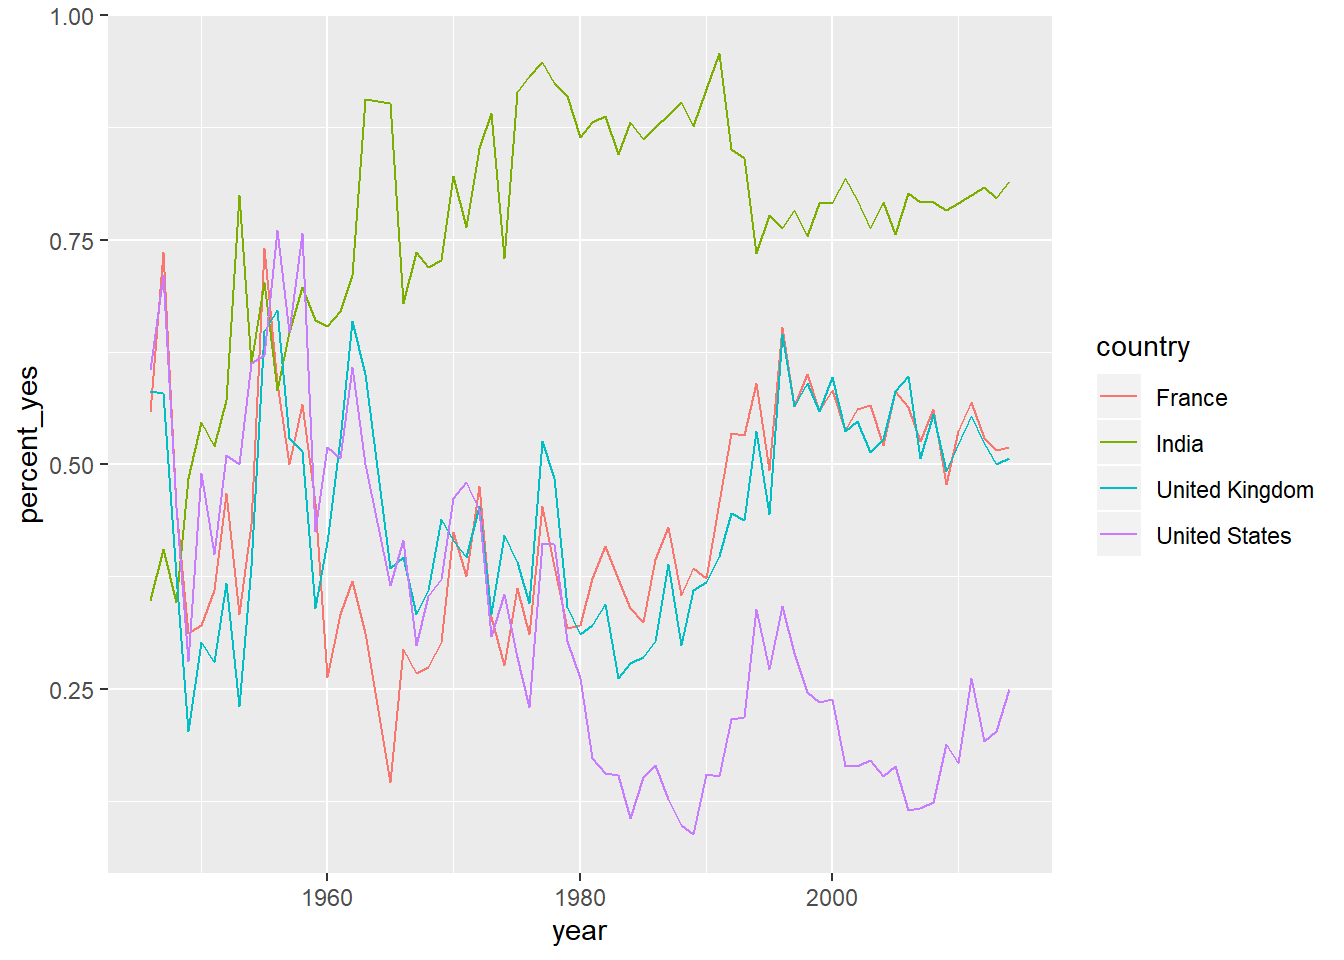 1.00
0.75
0.50
0.25
percent_yes
1960
1980
2000
year
country
France
India
United Kingdom
United States